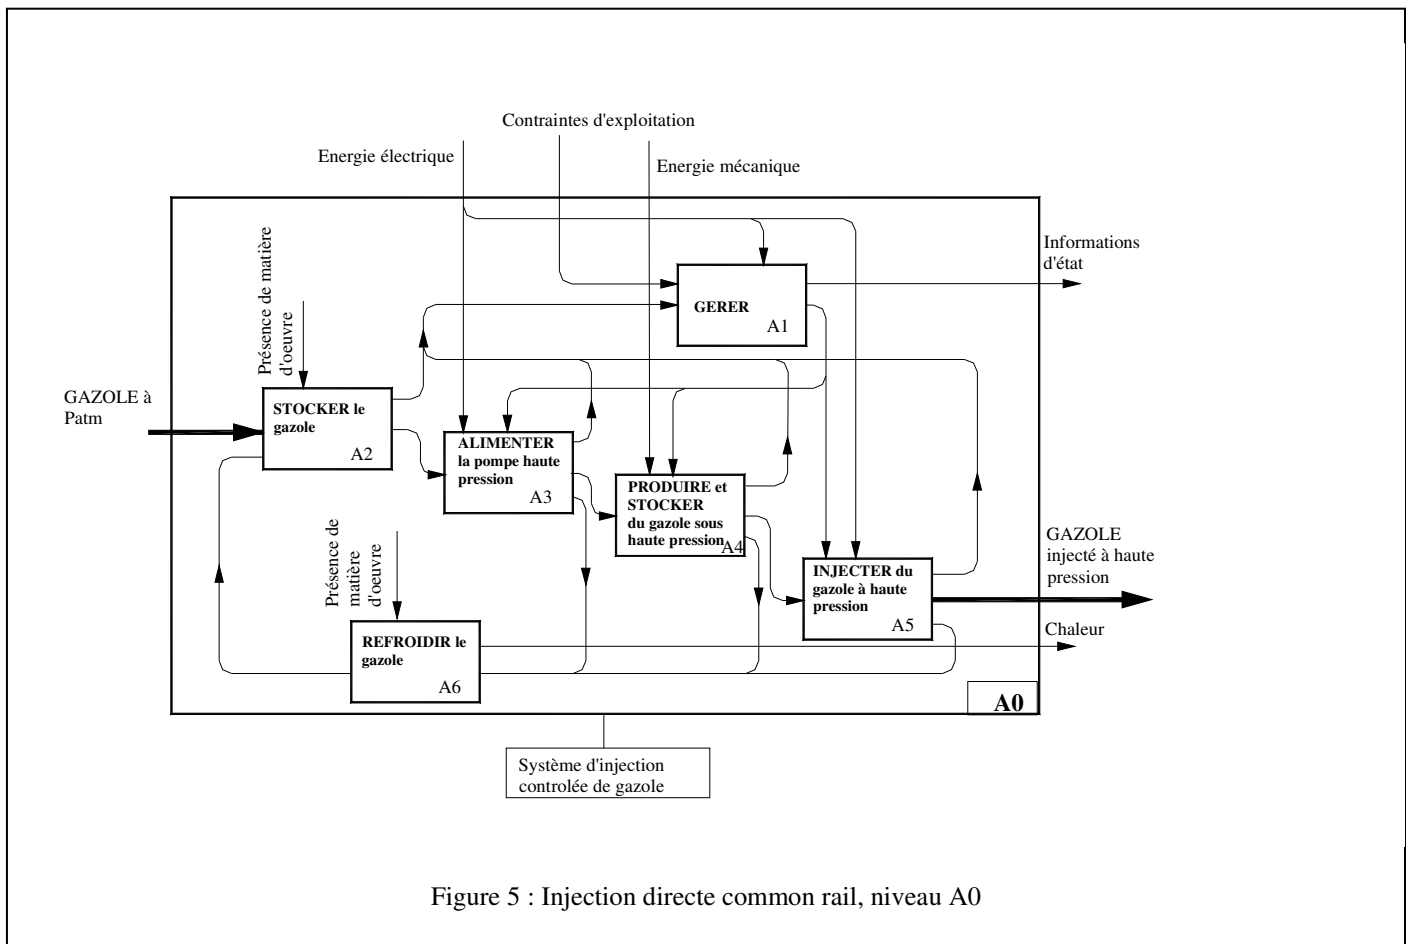 Contraintes d'exploitation
Energie électrique
Energie mécanique
Présence de matière
d'oeuvre
Informations
d'état
GERER
A1
GAZOLE à
Patm
STOCKER le
gazole
A2
ALIMENTER
la pompe haute
pression
A3
PRODUIRE et
STOCKER
du gazole sous
haute pression
A4
Présence de
matière
d'oeuvre
INJECTER du
gazole à haute
pression
A5
GAZOLE
injecté à haute
pression
Chaleur
REFROIDIR le
gazole
A6
A0
Système d'injection
controlée de gazole
Figure 5 : Injection directe common rail, niveau A0